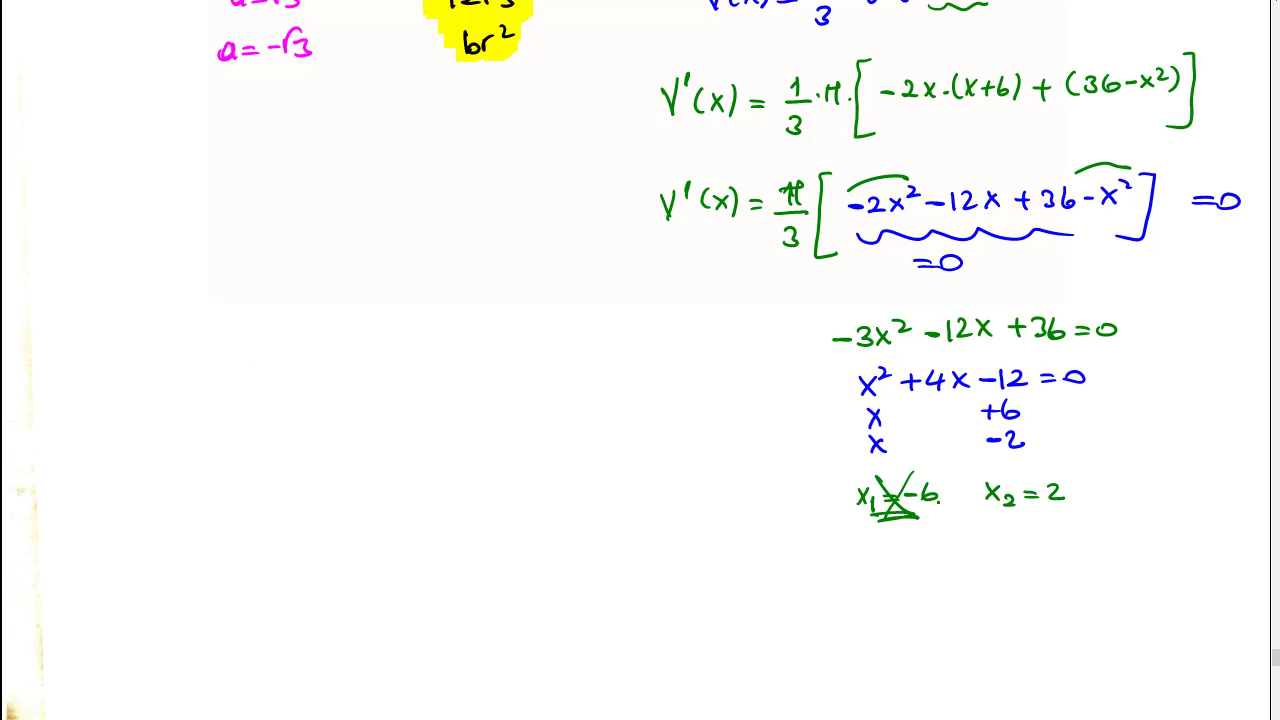 a = -√3
br²
V'(x) = 1/3 · π · [ -2x · (x+6) + (36-x²) ]
V'(x) = π/3 [ -2x² - 12x + 36 - x² ] = 0
= 0
-3x² - 12x + 36 = 0
x² + 4x - 12 = 0
x +6
x -2
x₁ = -6. x₂ = 2